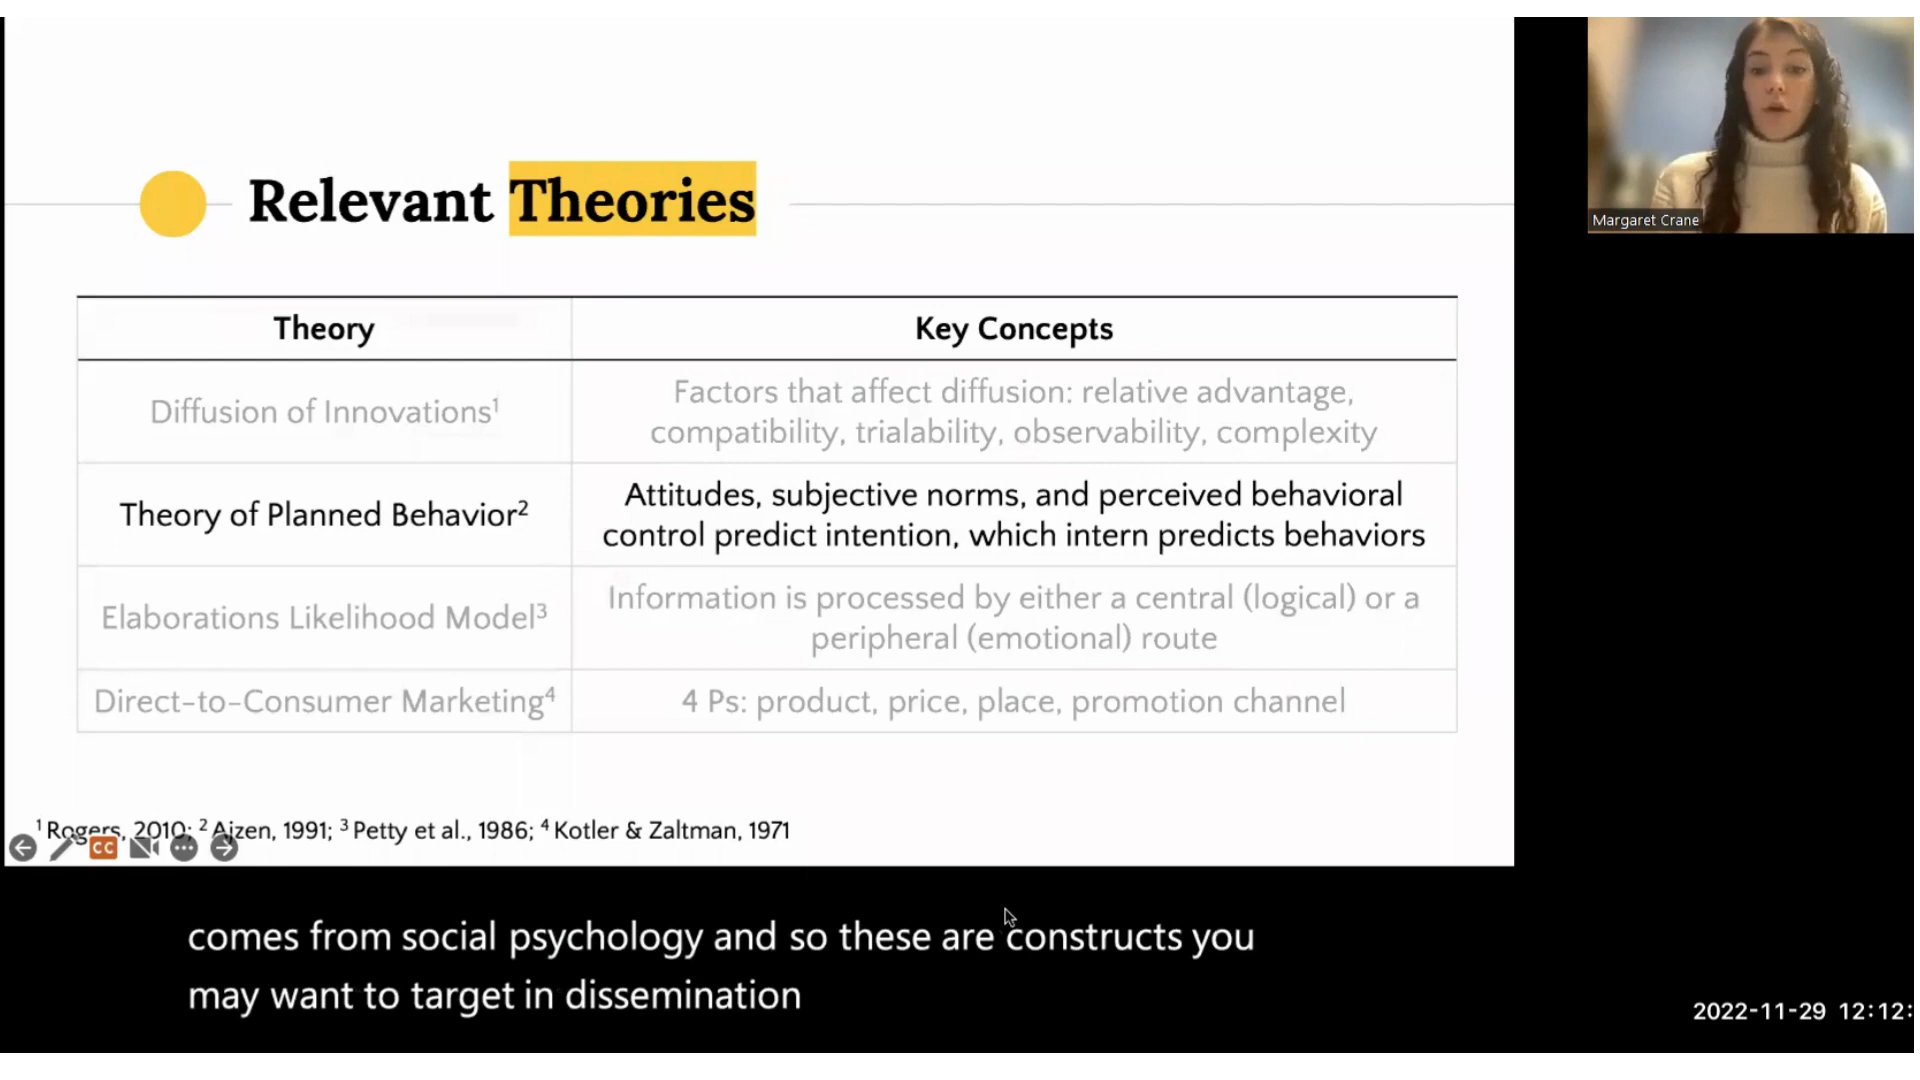 Relevant Theories
Theory
Key Concepts
Diffusion of Innovations¹
Factors that affect diffusion: relative advantage,
compatibility, trialability, observability, complexity
Theory of Planned Behavior²
Attitudes, subjective norms, and perceived behavioral
control predict intention, which intern predicts behaviors
Elaborations Likelihood Model³
Information is processed by either a central (logical) or a
peripheral (emotional) route
Direct-to-Consumer Marketing⁴
4 Ps: product, price, place, promotion channel
¹ Rogers, 2010; ² Ajzen, 1991; ³ Petty et al., 1986; ⁴ Kotler & Zaltman, 1971
CC
Margaret Crane
comes from social psychology and so these are constructs you
may want to target in dissemination
2022-11-29 12:12: